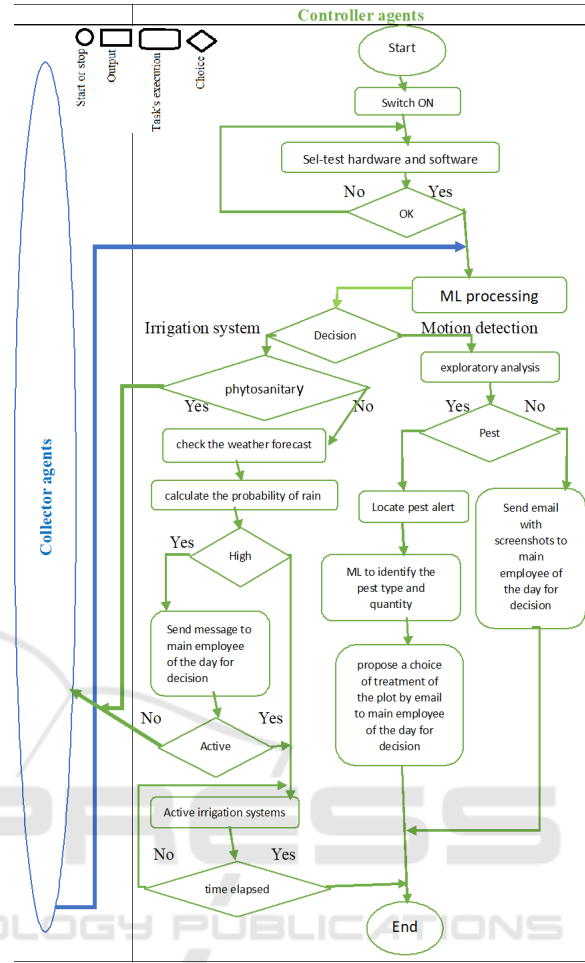 Controller agents
Start or stop
Output
Task's execution
Choice
Start
Switch ON
Sel-test hardware and software
No
Yes
OK
ML processing
Irrigation system
Decision
Motion detection
exploratory analysis
phytosanitary
Yes
No
Yes
No
Pest
check the weather forecast
calculate the probability of rain
Locate pest alert
Send email
with
screenshots to
main
employee of
the day for
decision
Yes
High
ML to identify the
pest type and
quantity
Send message to
main employee
of the day for
decision
propose a choice
of treatment of
the plot by email
to main employee
of the day for
decision
No
Yes
Active
Active irrigation systems
No
Yes
time elapsed
End
Collector agents
PRESS
OLOGY PUBLICATIONS